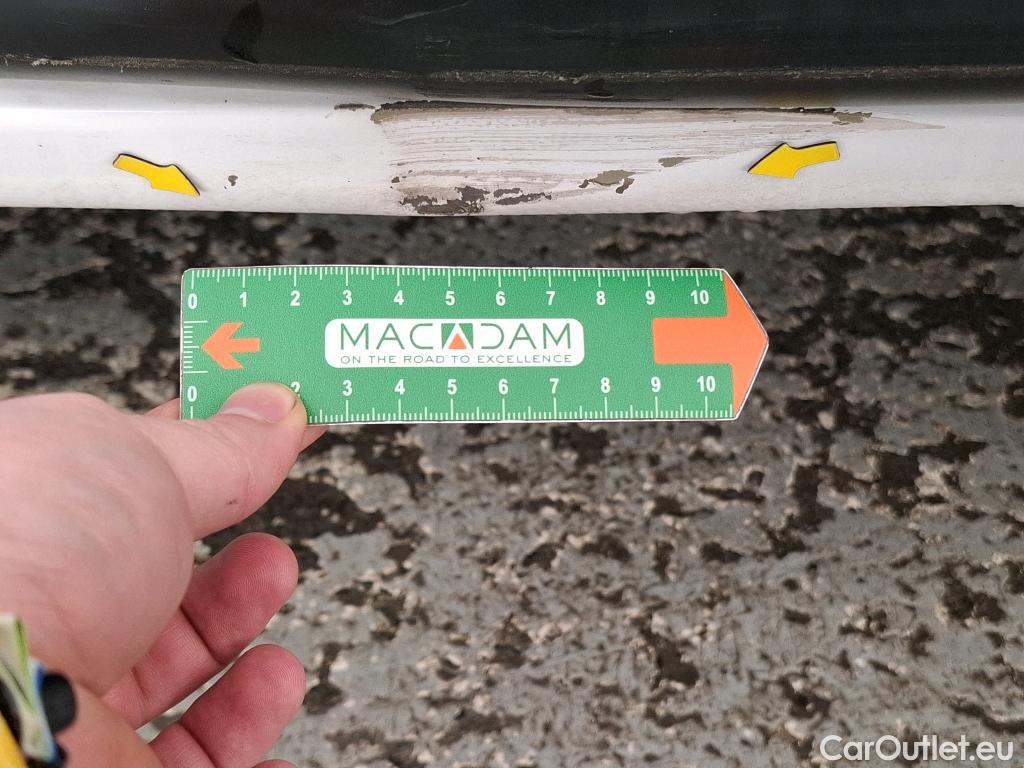 0 1 2 3 4 5 6 7 8 9 10
MACADAM
ON THE ROAD TO EXCELLENCE
0 2 3 4 5 6 7 8 9 10
CarOutlet.eu